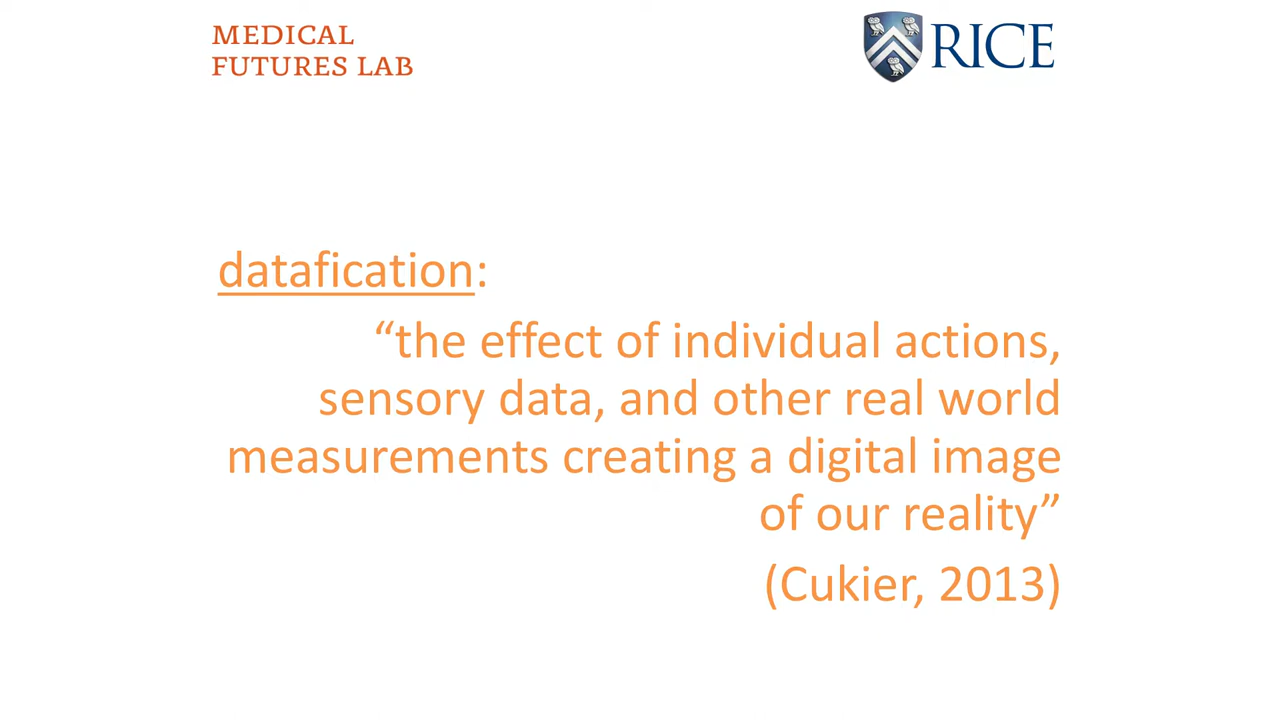 MEDICAL
FUTURES LAB
RICE
datafication:
“the effect of individual actions,
sensory data, and other real world
measurements creating a digital image
of our reality”
(Cukier, 2013)